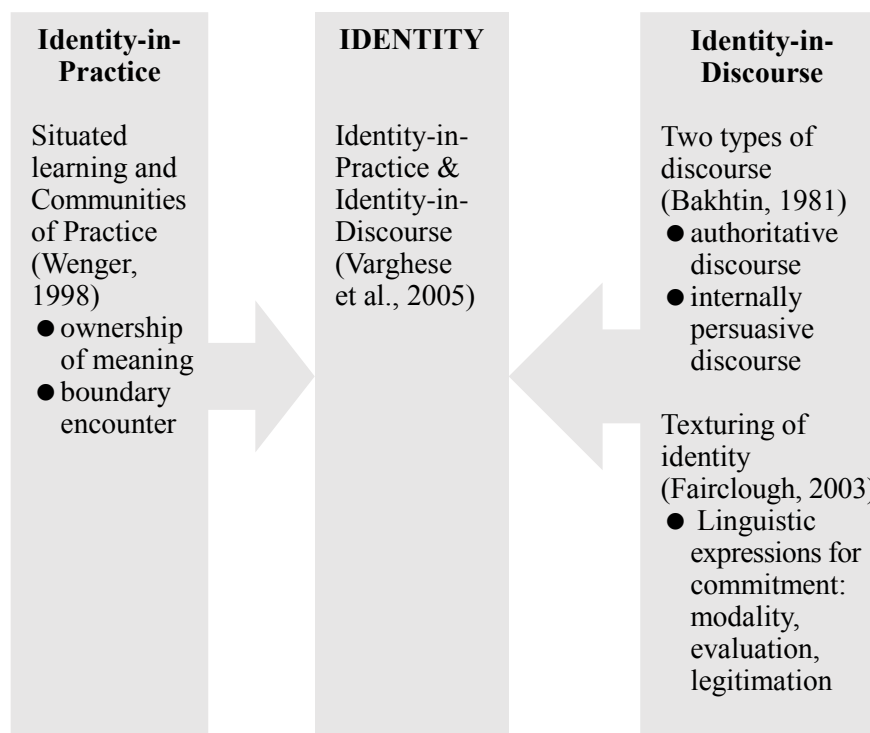 Identity-in-
Practice
Situated
learning and
Communities
of Practice
(Wenger,
1998)
● ownership
of meaning
● boundary
encounter
IDENTITY
Identity-in-
Practice &
Identity-in-
Discourse
(Varghese
et al., 2005)
Identity-in-
Discourse
Two types of
discourse
(Bakhtin, 1981)
● authoritative
discourse
● internally
persuasive
discourse
Texturing of
identity
(Fairclough, 2003)
● Linguistic
expressions for
commitment:
modality,
evaluation,
legitimation